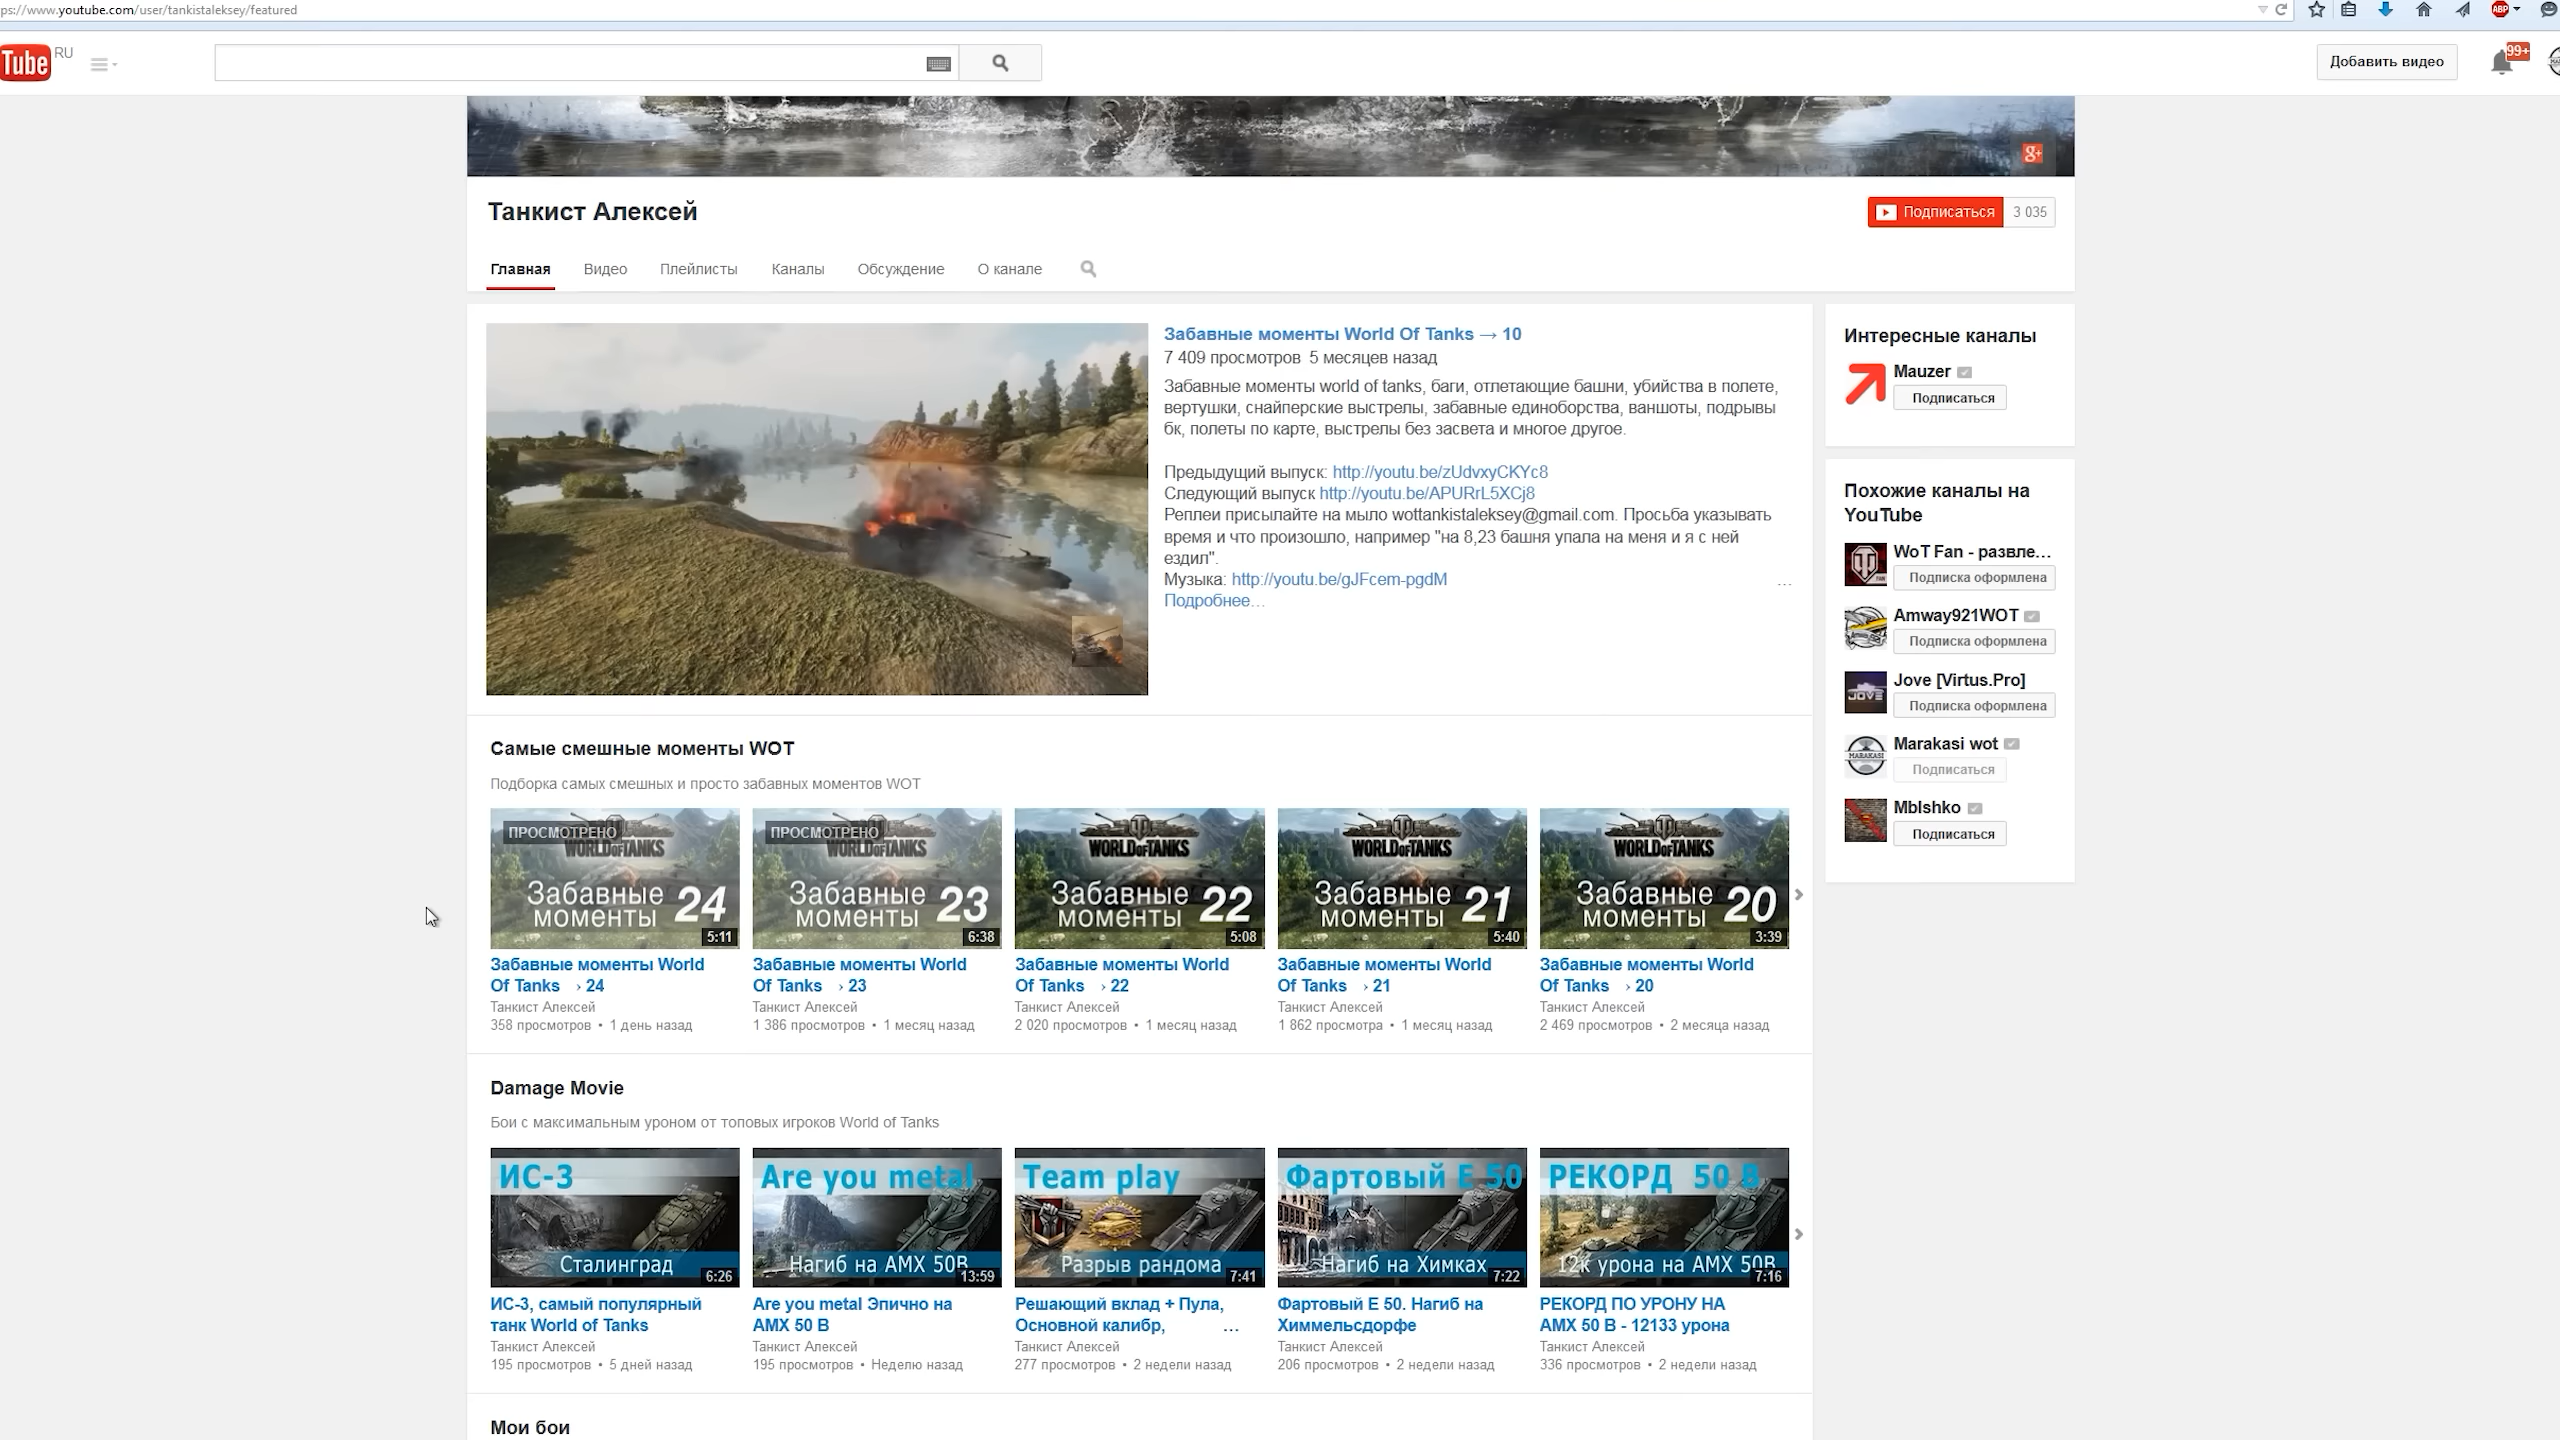 ps://www.youtube.com/user/tankistaleksey/featured
ABP
Tube RU
Добавить видео
99+
g+
Танкист Алексей
Подписаться 3 035
Главная Видео Плейлисты Каналы Обсуждение О канале
Забавные моменты World Of Tanks → 10
7 409 просмотров 5 месяцев назад
Забавные моменты world of tanks, баги, отлетающие башни, убийства в полете,
вертушки, снайперские выстрелы, забавные единоборства, ваншоты, подрывы
бк, полеты по карте, выстрелы без засвета и многое другое.
Предыдущий выпуск: http://youtu.be/zUdvxyCKYc8
Следующий выпуск http://youtu.be/APURrL5XCj8
Реплеи присылайте на мыло wottankistaleksey@gmail.com. Просьба указывать
время и что произошло, например "на 8,23 башня упала на меня и я с ней
ездил".
Музыка: http://youtu.be/gJFcem-pgdM ...
Подробнее...
Интересные каналы
Mauzer
Подписаться
Похожие каналы на
YouTube
WoT Fan - развле...
Подписка оформлена
Amway921WOT
Подписка оформлена
JOVE
Jove [Virtus.Pro]
Подписка оформлена
MARAKASI
Marakasi wot
Подписаться
Mblshko
Подписаться
Самые смешные моменты WOT
Подборка самых смешных и просто забавных моментов WOT
ПРОСМОТРЕНО ПРОСМОТРЕНО
WORLD OF TANKS WORLD OF TANKS WORLD OF TANKS WORLD OF TANKS WORLD OF TANKS
Забавные моменты 24 Забавные моменты 23 Забавные моменты 22 Забавные моменты 21 Забавные моменты 20
5:11 6:38 5:08 5:40 3:39
Забавные моменты World Забавные моменты World Забавные моменты World Забавные моменты World Забавные моменты World
Of Tanks › 24 Of Tanks › 23 Of Tanks › 22 Of Tanks › 21 Of Tanks › 20
Танкист Алексей Танкист Алексей Танкист Алексей Танкист Алексей Танкист Алексей
358 просмотров • 1 день назад 1 386 просмотров • 1 месяц назад 2 020 просмотров • 1 месяц назад 1 862 просмотра • 1 месяц назад 2 469 просмотров • 2 месяца назад
Damage Movie
Бои с максимальным уроном от топовых игроков World of Tanks
ИС-3 Are you metal Team play Фартовый Е 50 РЕКОРД 50 В
Сталинград Нагиб на AMX 50B Разрыв рандома Нагиб на Химках 12к урона на AMX 50B
6:26 13:59 7:41 7:22 7:16
ИС-3, самый популярный Are you metal Эпично на Решающий вклад + Пула, Фартовый Е 50. Нагиб на РЕКОРД ПО УРОНУ НА
танк World of Tanks AMX 50 B Основной калибр, ... Химмельсдорфе AMX 50 B - 12133 урона
Танкист Алексей Танкист Алексей Танкист Алексей Танкист Алексей Танкист Алексей
195 просмотров • 5 дней назад 195 просмотров • Неделю назад 277 просмотров • 2 недели назад 206 просмотров • 2 недели назад 336 просмотров • 2 недели назад
Мои бои